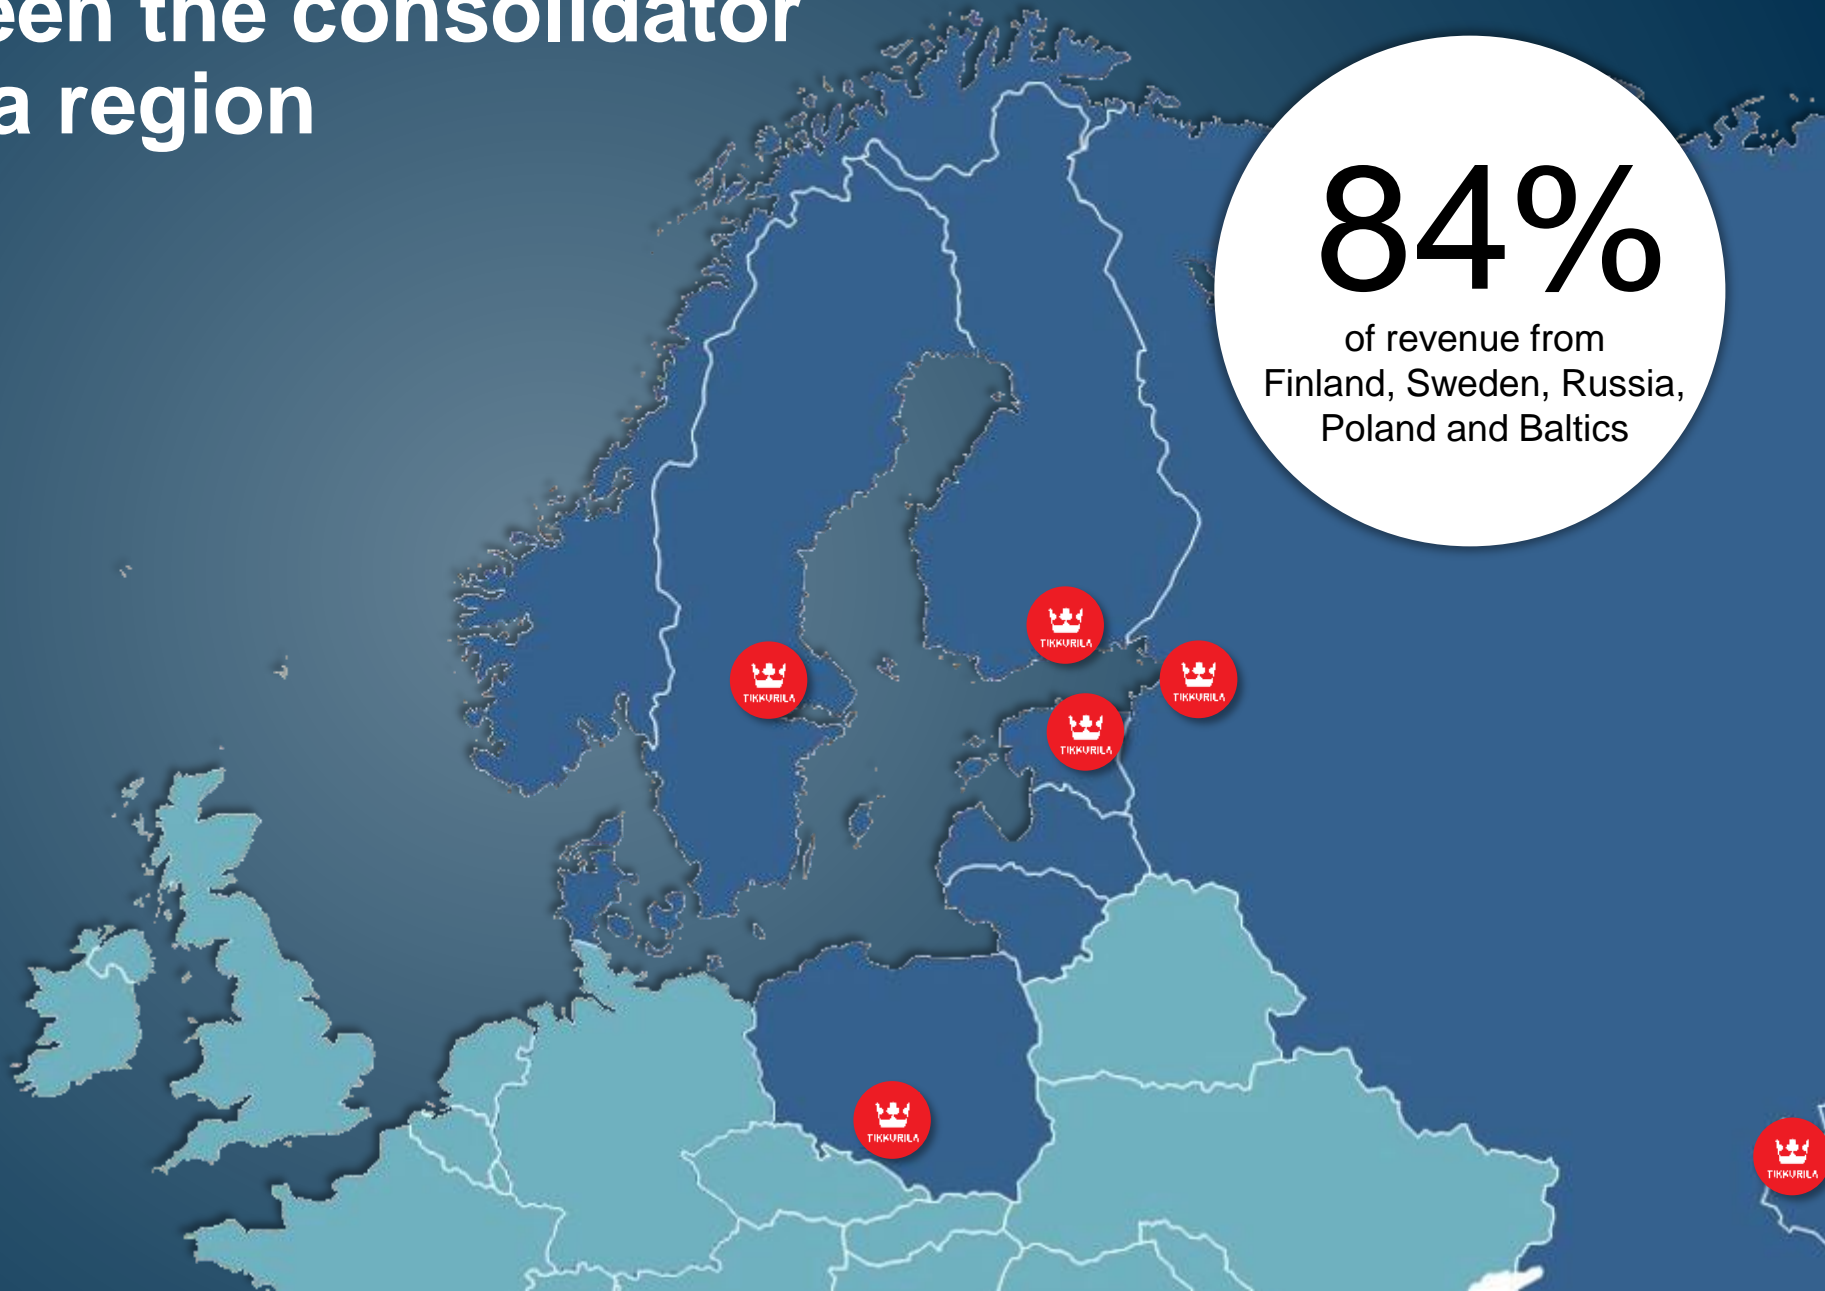 een the consolidator
a region
84%
of revenue from
Finland, Sweden, Russia,
Poland and Baltics
TIKKURILA
TIKKURILA
TIKKURILA
TIKKURILA
TIKKURILA
TIKKURILA